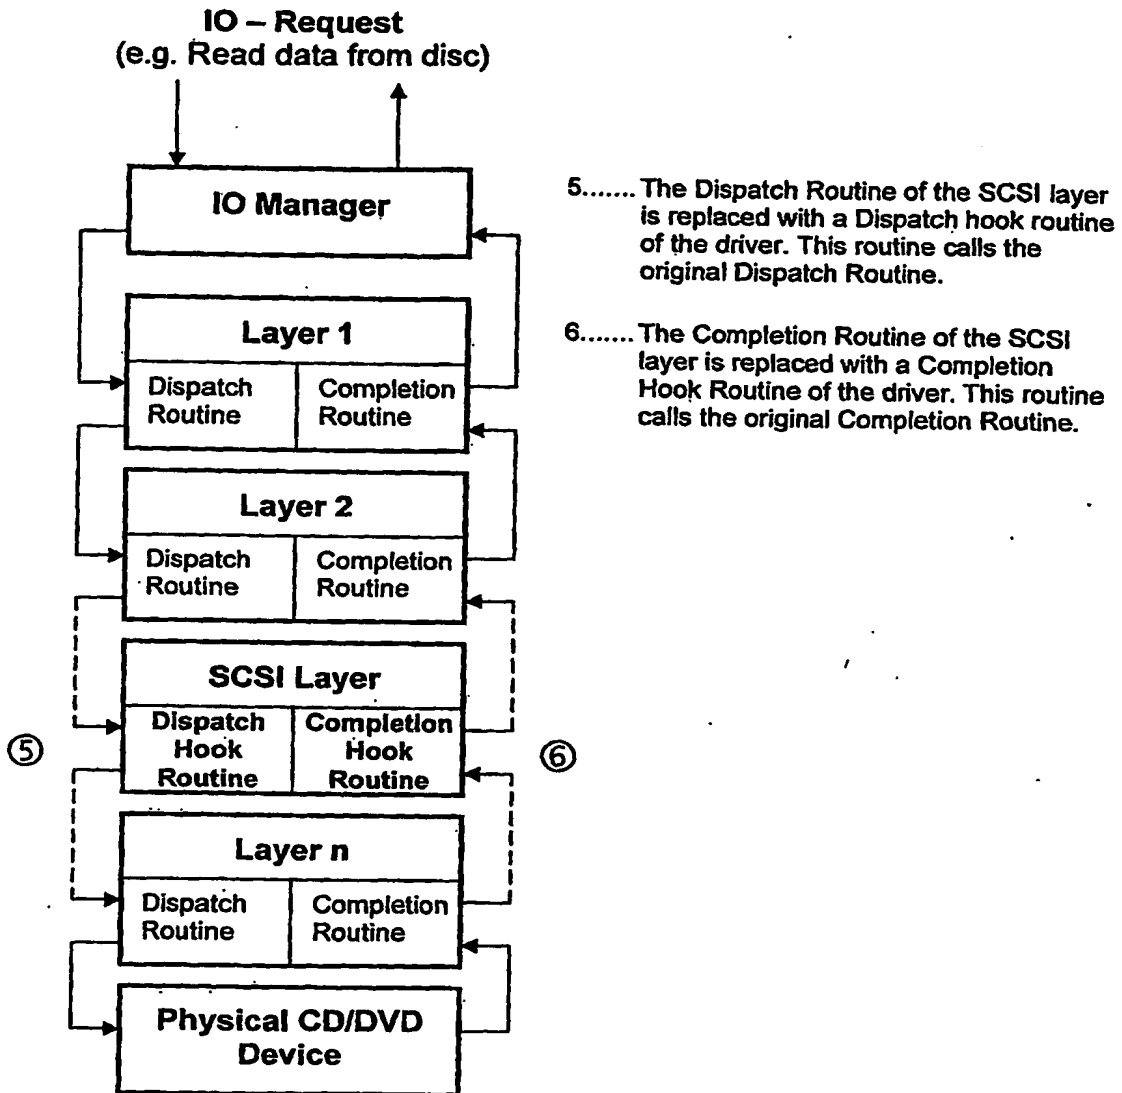 IO – Request
(e.g. Read data from disc)
IO Manager
5....... The Dispatch Routine of the SCSI layer
is replaced with a Dispatch hook routine
of the driver. This routine calls the
original Dispatch Routine.
6....... The Completion Routine of the SCSI
layer is replaced with a Completion
Hook Routine of the driver. This routine
calls the original Completion Routine.
Layer 1
Dispatch
Routine
Completion
Routine
Layer 2
Dispatch
Routine
Completion
Routine
SCSI Layer
Dispatch
Hook
Routine
Completion
Hook
Routine
⑤
⑥
Layer n
Dispatch
Routine
Completion
Routine
Physical CD/DVD
Device